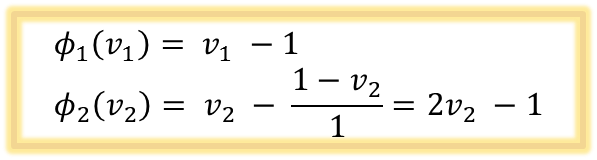 𝜙₁(𝑣₁) = 𝑣₁ − 1
𝜙₂(𝑣₂) = 𝑣₂ − (1 − 𝑣₂)/1 = 2𝑣₂ − 1